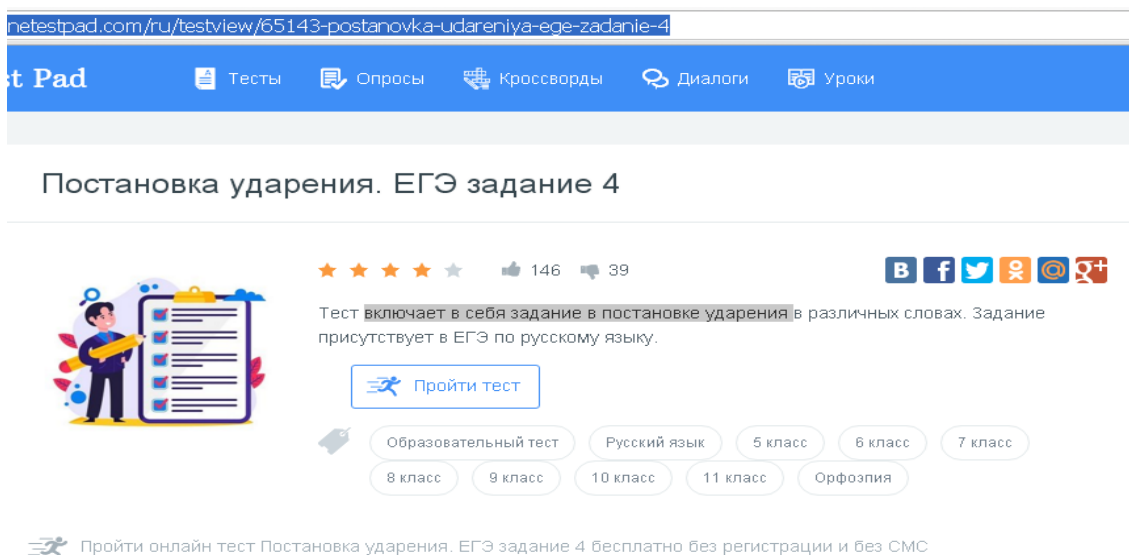 netestpad.com/ru/testview/65143-postanovka-udareniya-ege-zadanie-4
st Pad Тесты Опросы Кроссворды Диалоги Уроки
Постановка ударения. ЕГЭ задание 4
146 39
Тест включает в себя задание в постановке ударения в различных словах. Задание
присутствует в ЕГЭ по русскому языку.
Пройти тест
Образовательный тест Русский язык 5 класс 6 класс 7 класс
8 класс 9 класс 10 класс 11 класс Орфоэпия
Пройти онлайн тест Постановка ударения. ЕГЭ задание 4 бесплатно без регистрации и без СМС